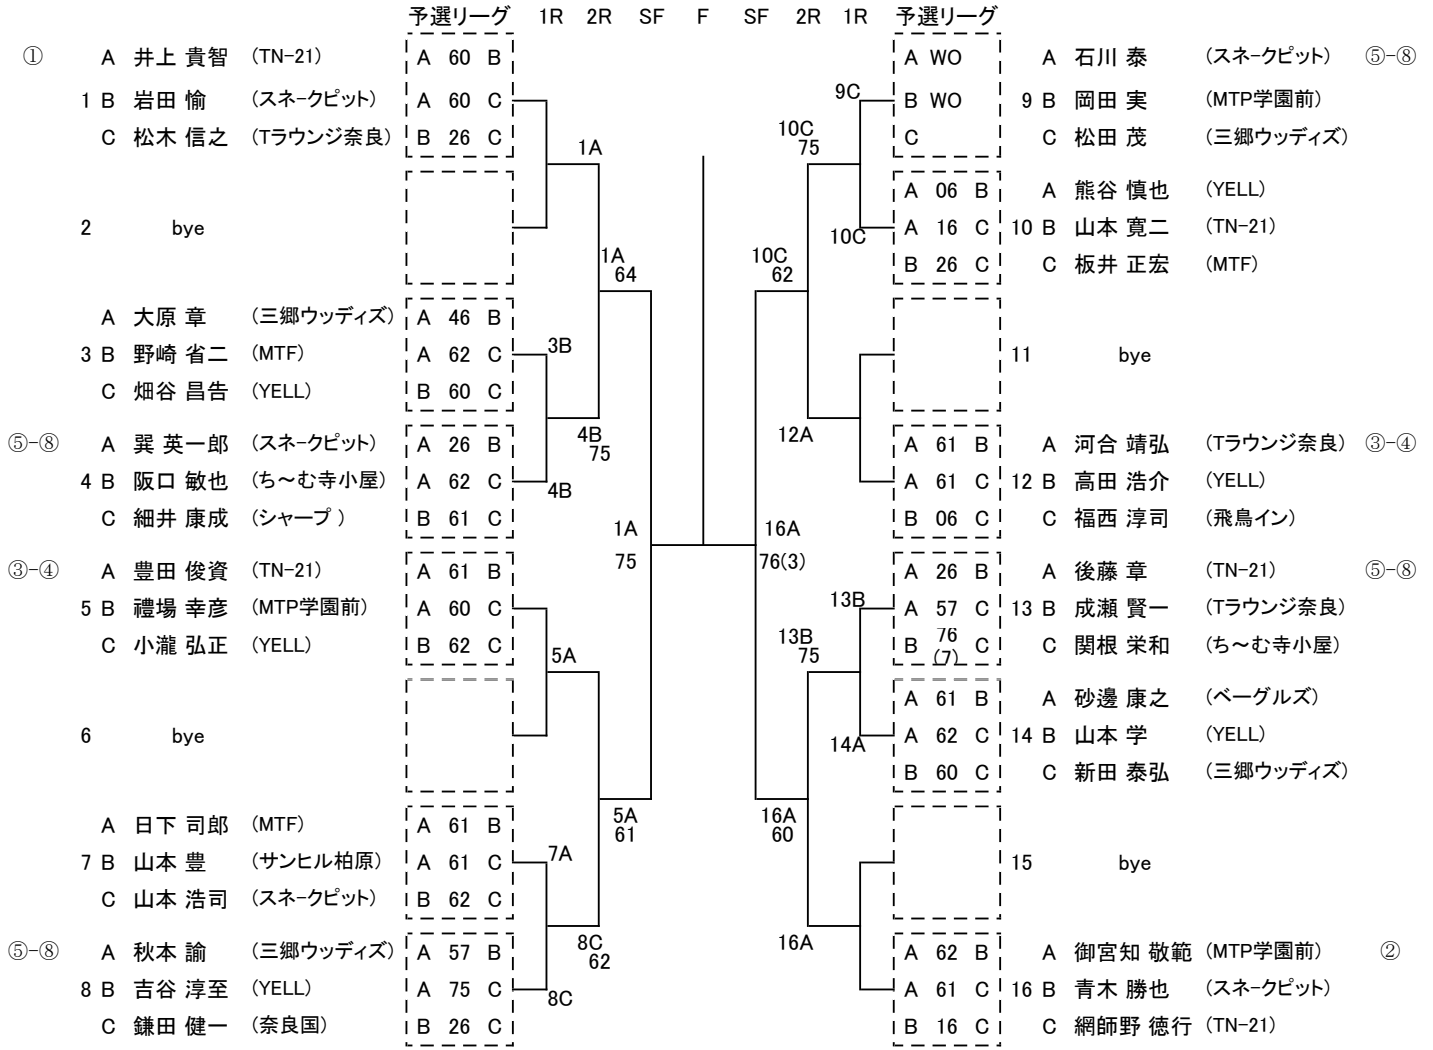 予選リーグ 1R 2R SF F SF 2R 1R 予選リーグ
① A 井上 貴智 (TN-21) A 60 B
1 B 岩田 愉 (スネークピット) A 60 C
C 松木 信之 (Tラウンジ奈良) B 26 C
1A
2 bye
1A
64
A 大原 章 (三郷ウッディズ) A 46 B
3 B 野崎 省二 (MTF) A 62 C
3B
C 畑谷 昌告 (YELL) B 60 C
⑤-⑧ A 巽 英一郎 (スネークピット) A 26 B
4B
75
4 B 阪口 敏也 (ち～む寺小屋) A 62 C
4B
C 細井 康成 (シャープ ) B 61 C
1A
75
③-④ A 豊田 俊資 (TN-21) A 61 B
5 B 禮場 幸彦 (MTP学園前) A 60 C
C 小瀧 弘正 (YELL) B 62 C
5A
6 bye
5A
61
A 日下 司郎 (MTF) A 61 B
7 B 山本 豊 (サンヒル柏原) A 61 C
7A
C 山本 浩司 (スネークピット) B 62 C
⑤-⑧ A 秋本 諭 (三郷ウッディズ) A 57 B
8C
62
8 B 吉谷 淳至 (YELL) A 75 C
8C
C 鎌田 健一 (奈良国) B 26 C
A WO A 石川 泰 (スネークピット) ⑤-⑧
9C
B WO 9 B 岡田 実 (MTP学園前)
C C 松田 茂 (三郷ウッディズ)
10C
75
A 06 B A 熊谷 慎也 (YELL)
10C
A 16 C 10 B 山本 寛二 (TN-21)
B 26 C C 板井 正宏 (MTF)
10C
62
11 bye
12A
A 61 B A 河合 靖弘 (Tラウンジ奈良) ③-④
A 61 C 12 B 高田 浩介 (YELL)
B 06 C C 福西 淳司 (飛鳥イン)
16A
76(3)
A 26 B A 後藤 章 (TN-21) ⑤-⑧
13B
A 57 C 13 B 成瀬 賢一 (Tラウンジ奈良)
B 76 (7) C C 関根 栄和 (ち～む寺小屋)
13B
75
A 61 B A 砂邊 康之 (ベーグルズ)
14A
A 62 C 14 B 山本 学 (YELL)
B 60 C C 新田 泰弘 (三郷ウッディズ)
16A
60
15 bye
16A
A 62 B A 御宮知 敬範 (MTP学園前) ②
A 61 C 16 B 青木 勝也 (スネークピット)
B 16 C C 網師野 徳行 (TN-21)